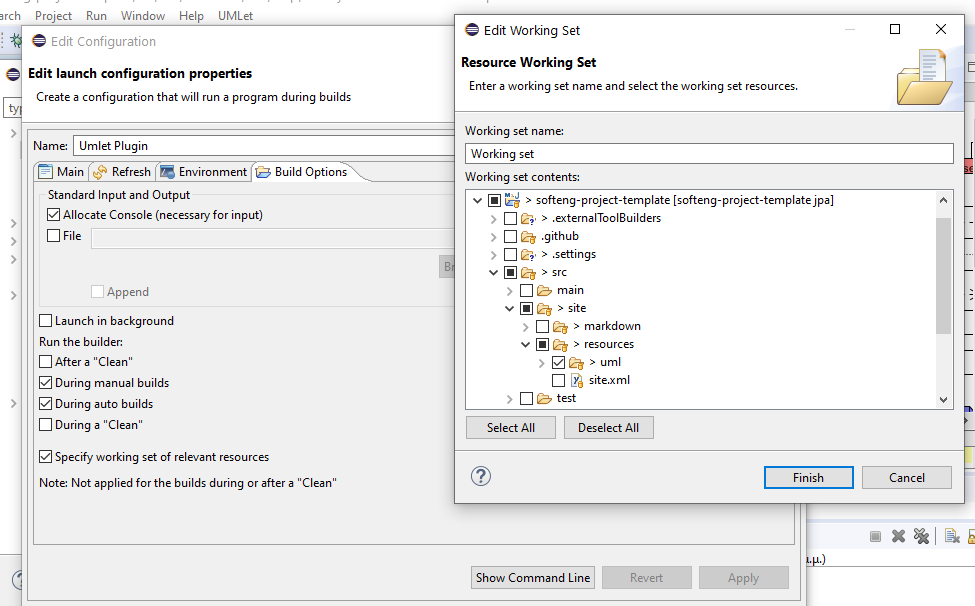 arch Project Run Window Help UMLet
Edit Configuration
Edit launch configuration properties
Create a configuration that will run a program during builds
Name: Umlet Plugin
Main Refresh Environment Build Options
Standard Input and Output
Allocate Console (necessary for input)
File
Br
Append
Launch in background
Run the builder:
After a "Clean"
During manual builds
During auto builds
During a "Clean"
Specify working set of relevant resources
Note: Not applied for the builds during or after a "Clean"
Show Command Line Revert Apply
Edit Working Set
Resource Working Set
Enter a working set name and select the working set resources.
Working set name:
Working set
Working set contents:
> softeng-project-template [softeng-project-template jpa]
> .externalToolBuilders
.github
> .settings
> src
main
> site
> markdown
> resources
> uml
site.xml
test
Select All Deselect All
Finish Cancel
typ
μ.μ.)